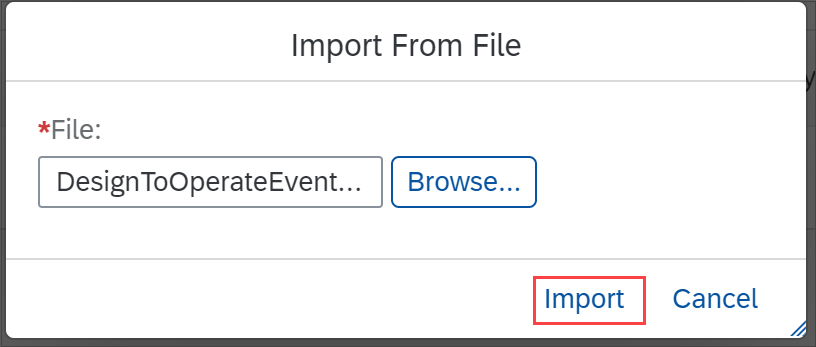 Import From File
*File:
DesignToOperateEvent...
Browse...
Import
Cancel